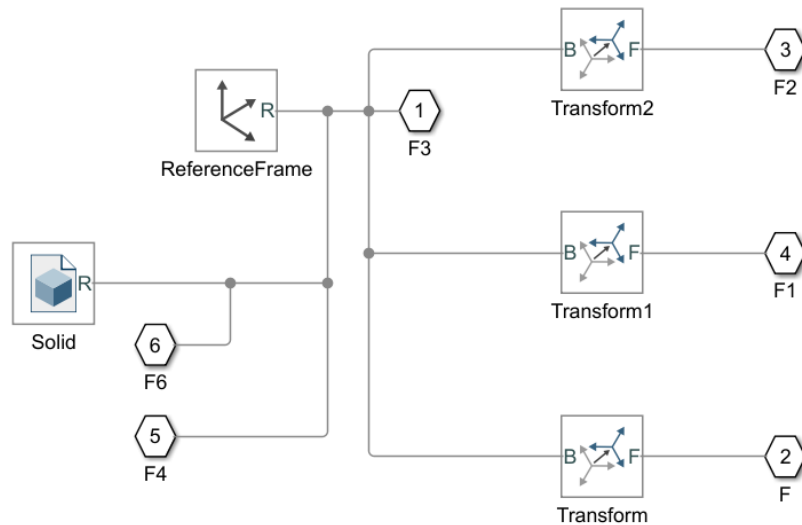 B F
3
F2
Transform2
R
1
F3
ReferenceFrame
B F
4
F1
Transform1
R
Solid
6
F6
5
F4
B F
2
F
Transform